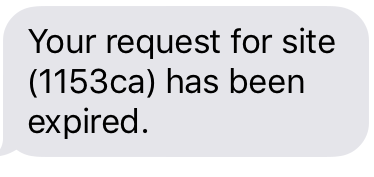 Your request for site
(1153ca) has been
expired.